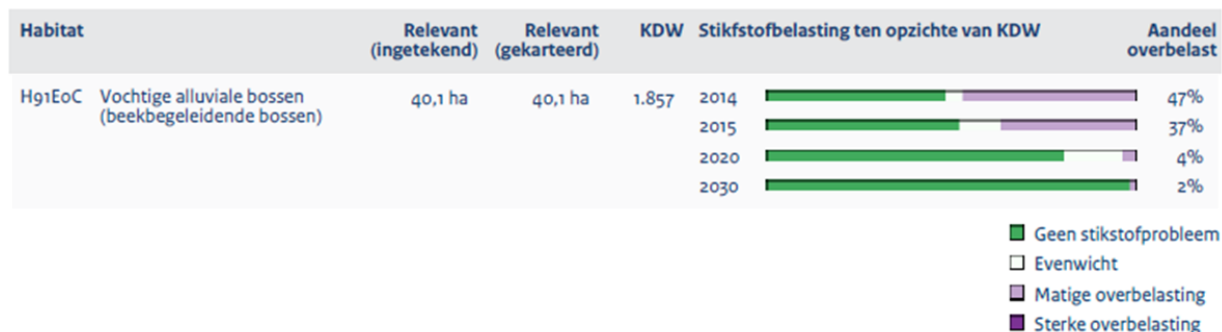 Habitat Relevant (ingetekend) Relevant (gekarteerd) KDW Stikfstofbelasting ten opzichte van KDW Aandeel overbelast
H91E0C Vochtige alluviale bossen (beekbegeleidende bossen) 40,1 ha 40,1 ha 1.857 2014 47%
2015 37%
2020 4%
2030 2%
Geen stikstofprobleem
Evenwicht
Matige overbelasting
Sterke overbelasting